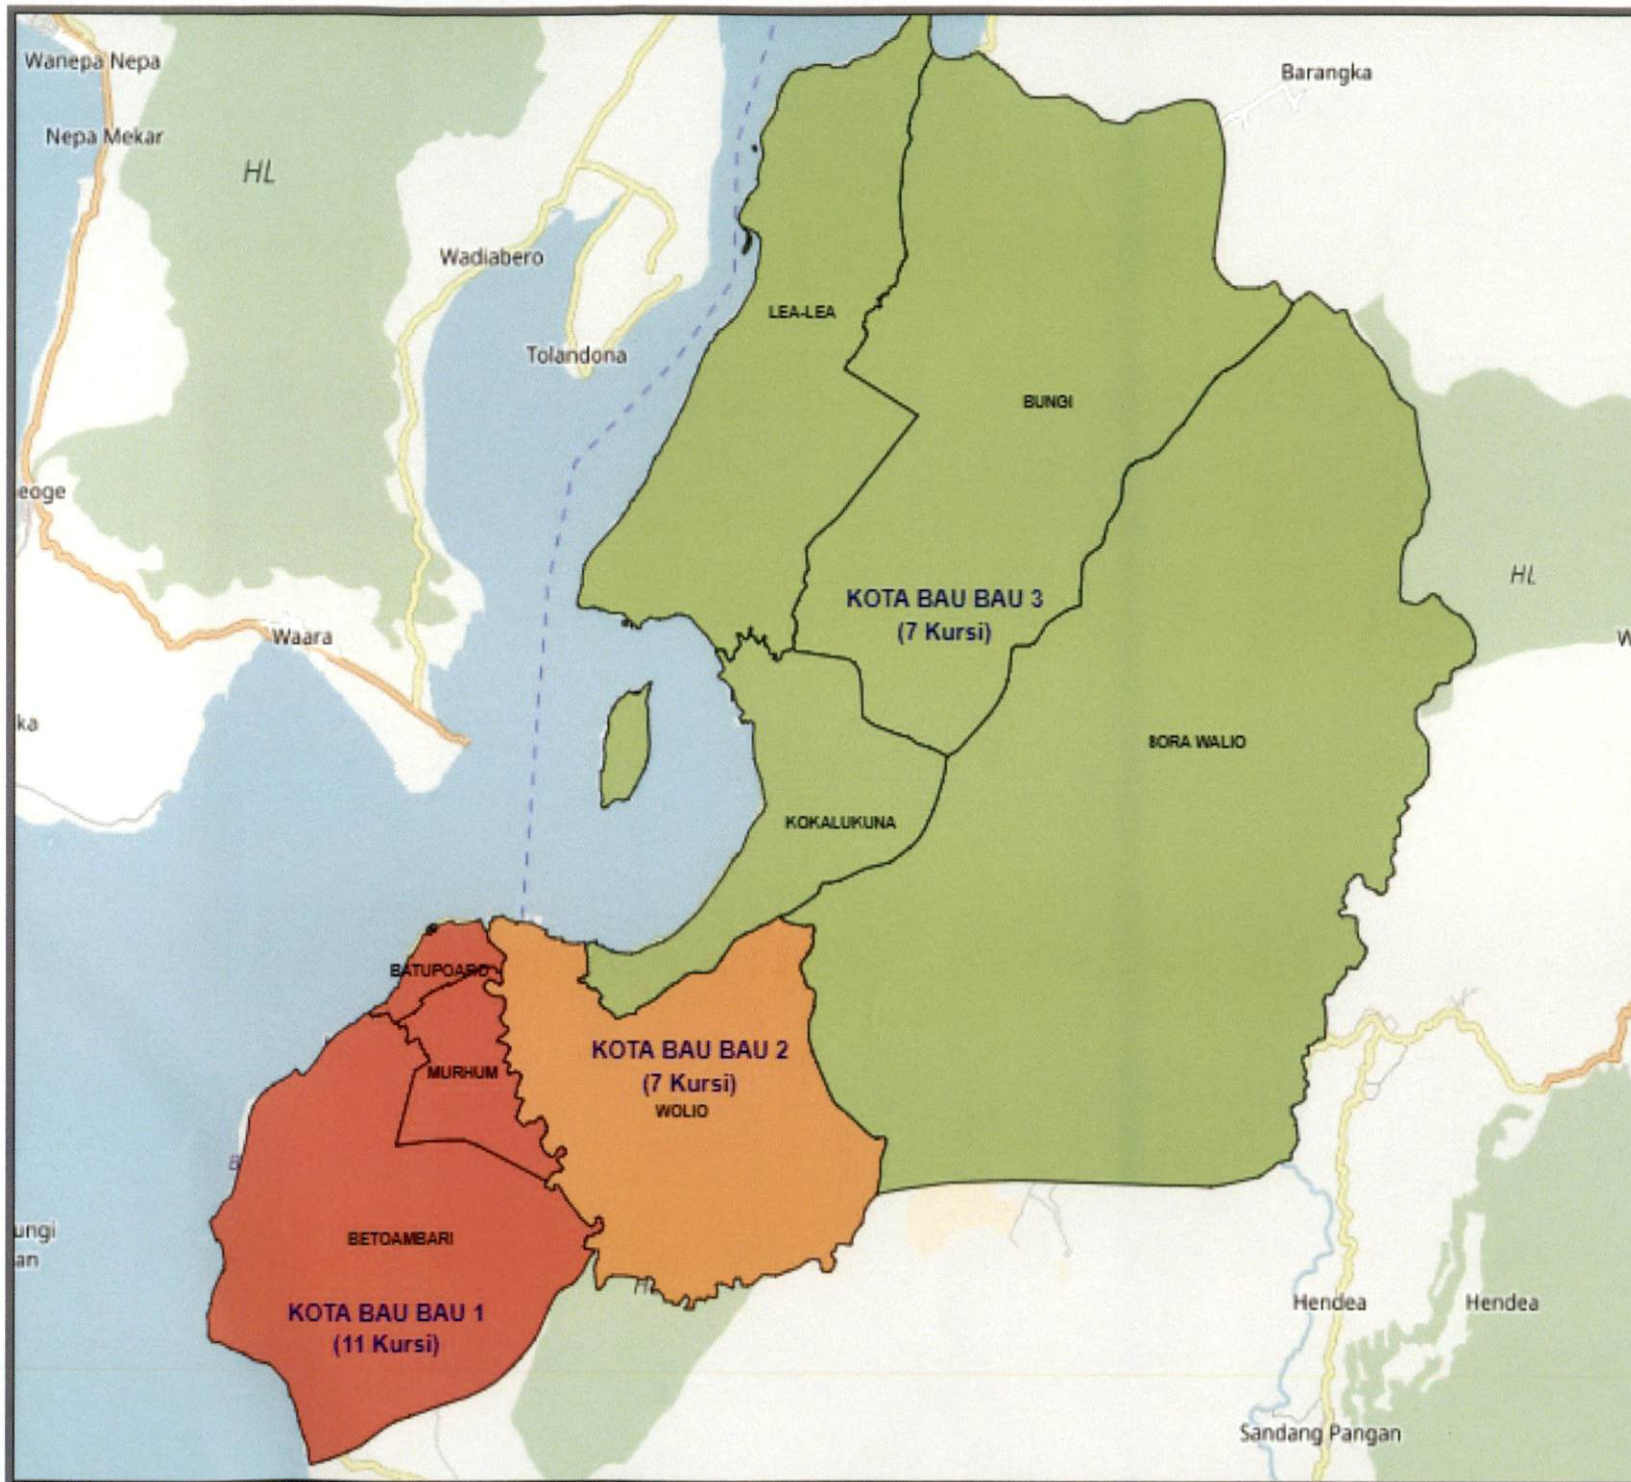 Wanepa Nepa
Barangka
Nepa Mekar
HL
Wadiabero
LEA-LEA
Tolandona
BUNGI
eoge
HL
KOTA BAU BAU 3
(7 Kursi)
Waara
W
ka
SORA WALIO
KOKALUKUNA
BATUPOARO
KOTA BAU BAU 2
(7 Kursi)
MURHUM
WOLIO
B
ungi
an
BETOAMBARI
H
KOTA BAU BAU 1
(11 Kursi)
Hendea
Hendea
Sandang Pangan